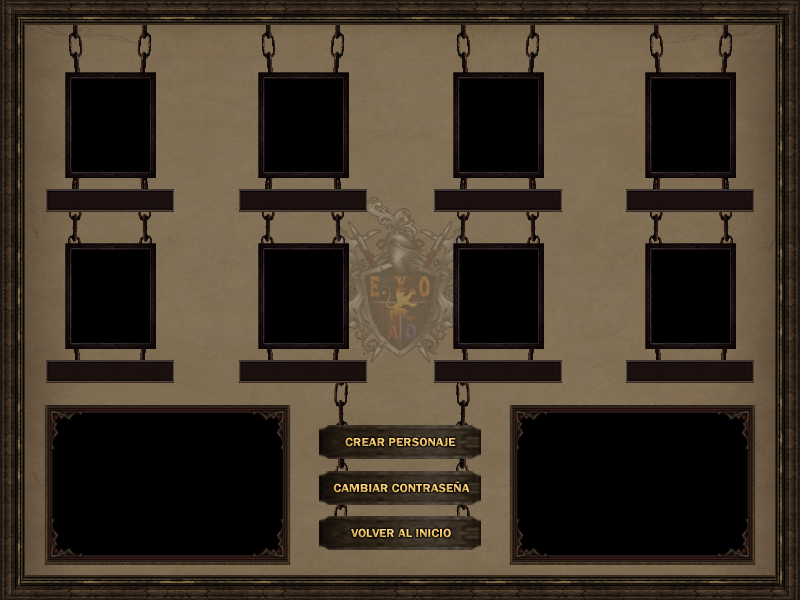 E.V.O
A O
CREAR PERSONAJE
CAMBIAR CONTRASEÑA
VOLVER AL INICIO